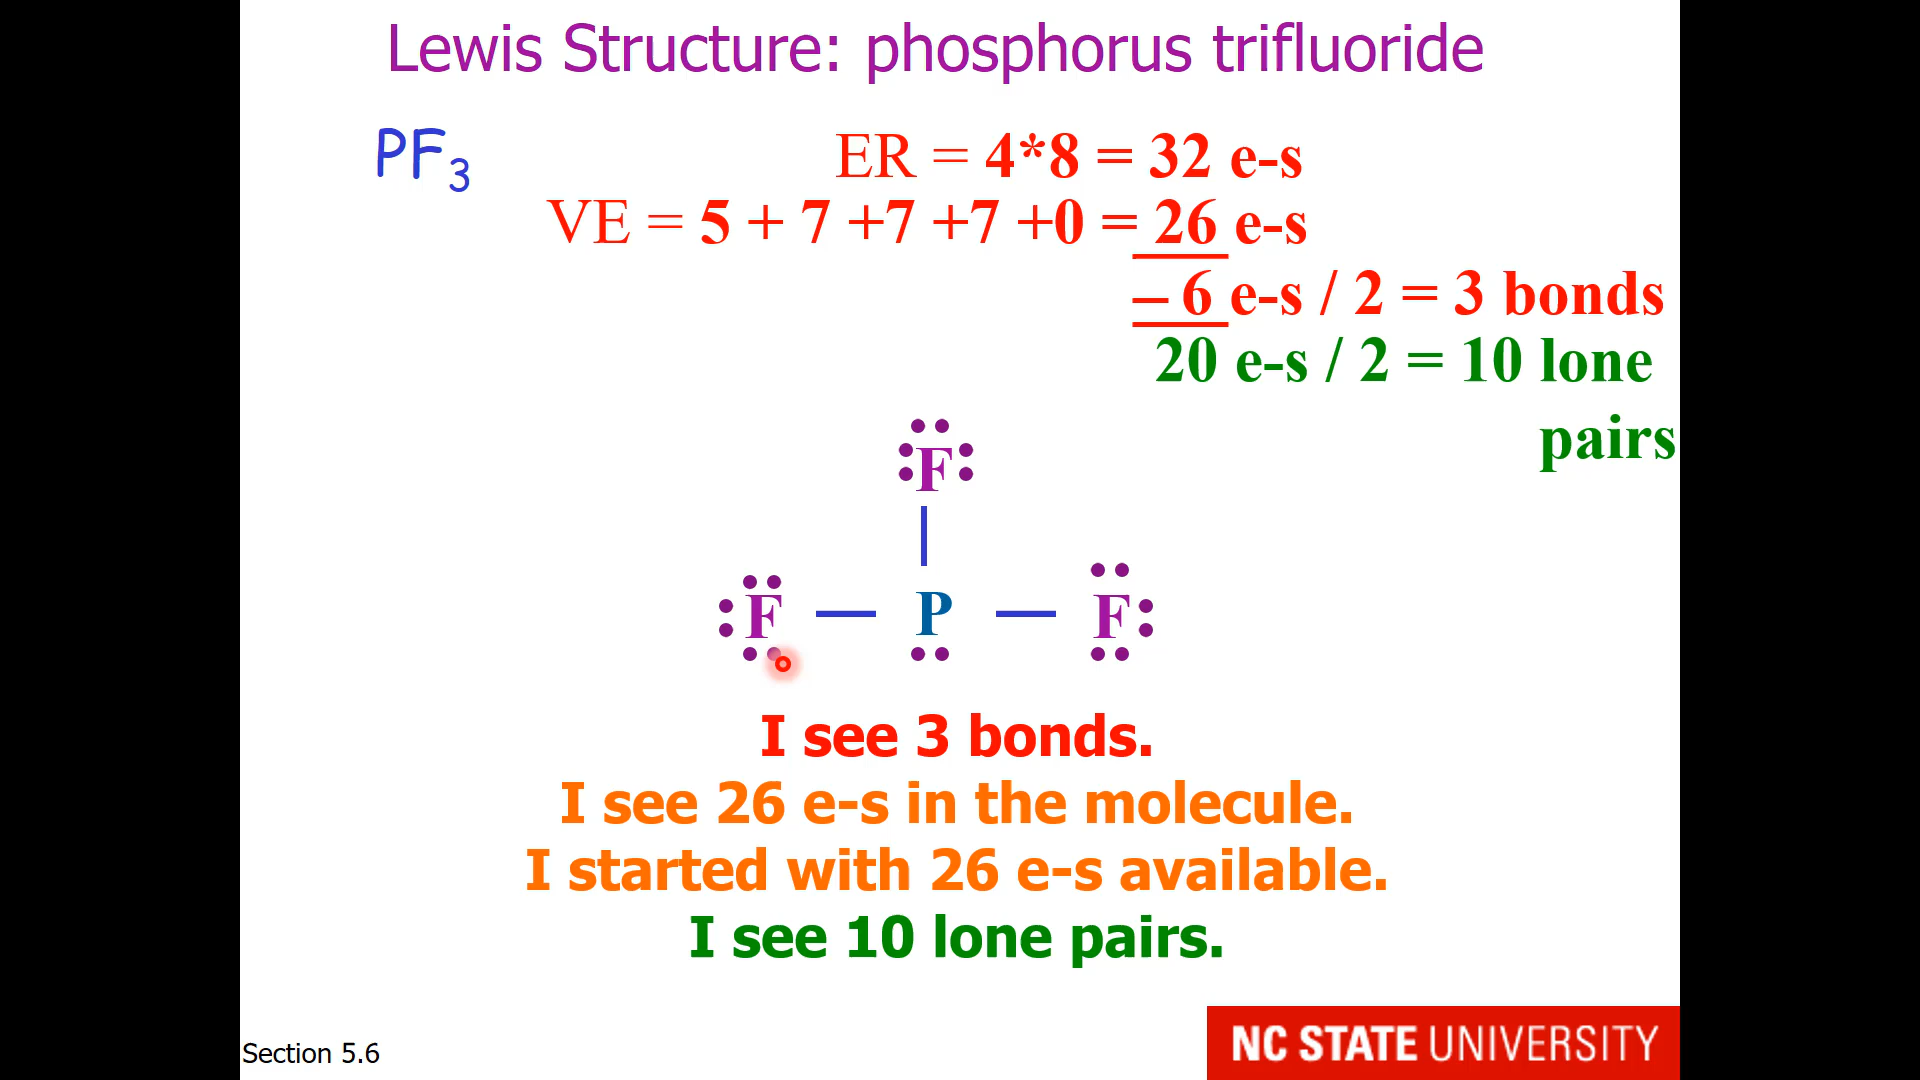 Lewis Structure: phosphorus trifluoride
PF₃
ER = 4*8 = 32 e-s
VE = 5 + 7 +7 +7 +0 = 26 e-s
– 6 e-s / 2 = 3 bonds
20 e-s / 2 = 10 lone
pairs
F
F — P — F
I see 3 bonds.
I see 26 e-s in the molecule.
I started with 26 e-s available.
I see 10 lone pairs.
Section 5.6
NC STATE UNIVERSITY